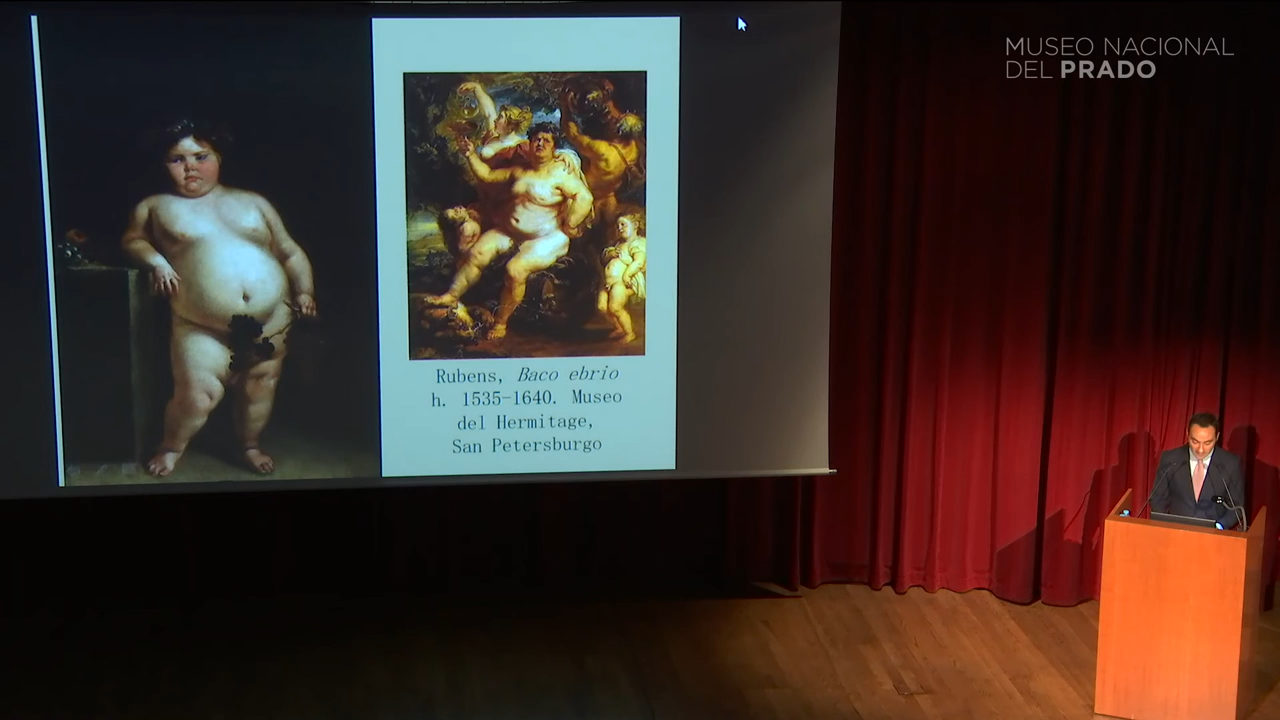 MUSEO NACIONAL
DEL PRADO
Rubens, Baco ebrio
h. 1535-1640. Museo
del Hermitage,
San Petersburgo